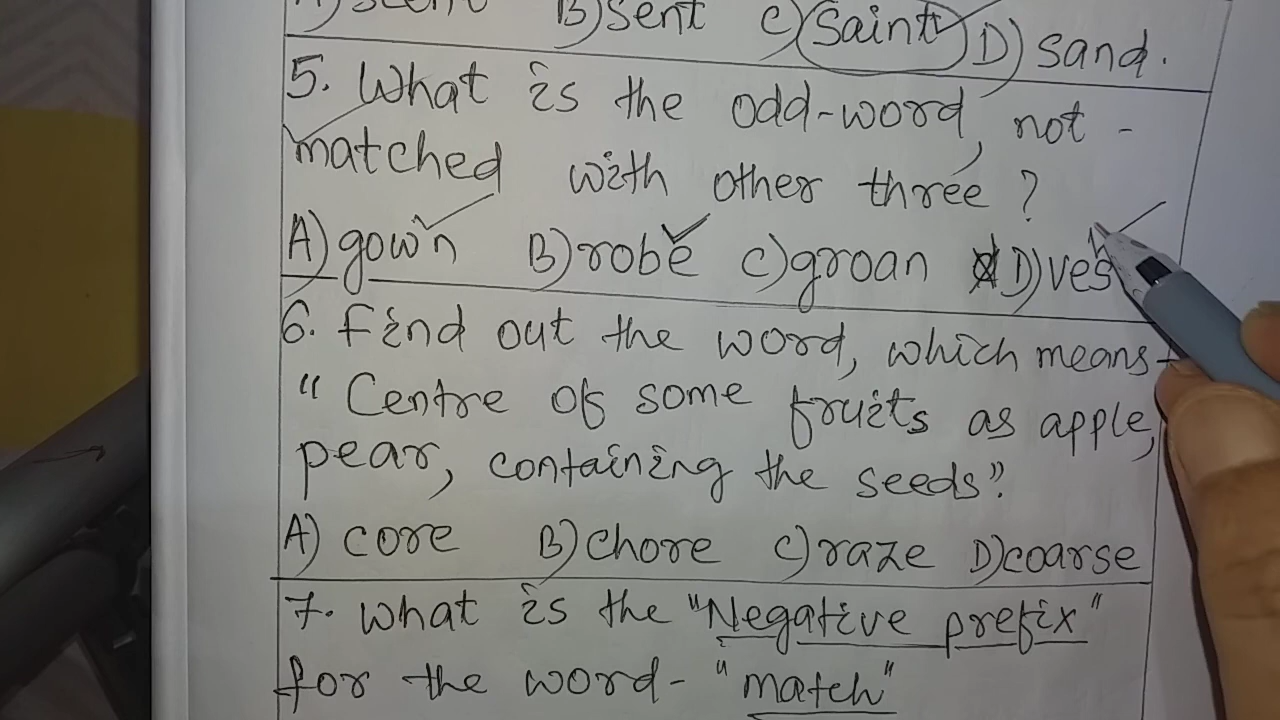 B) sent C) Saint D) sand.
5. What is the odd-word, not -
matched with other three ?
A) gown B) robe C) groan D) ves
6. Find out the word, which means-
" Centre of some fruits as apple,
pear, containing the seeds".
A) core B) chore C) raze D) coarse
7. What is the "Negative prefix"
for the word- "match"